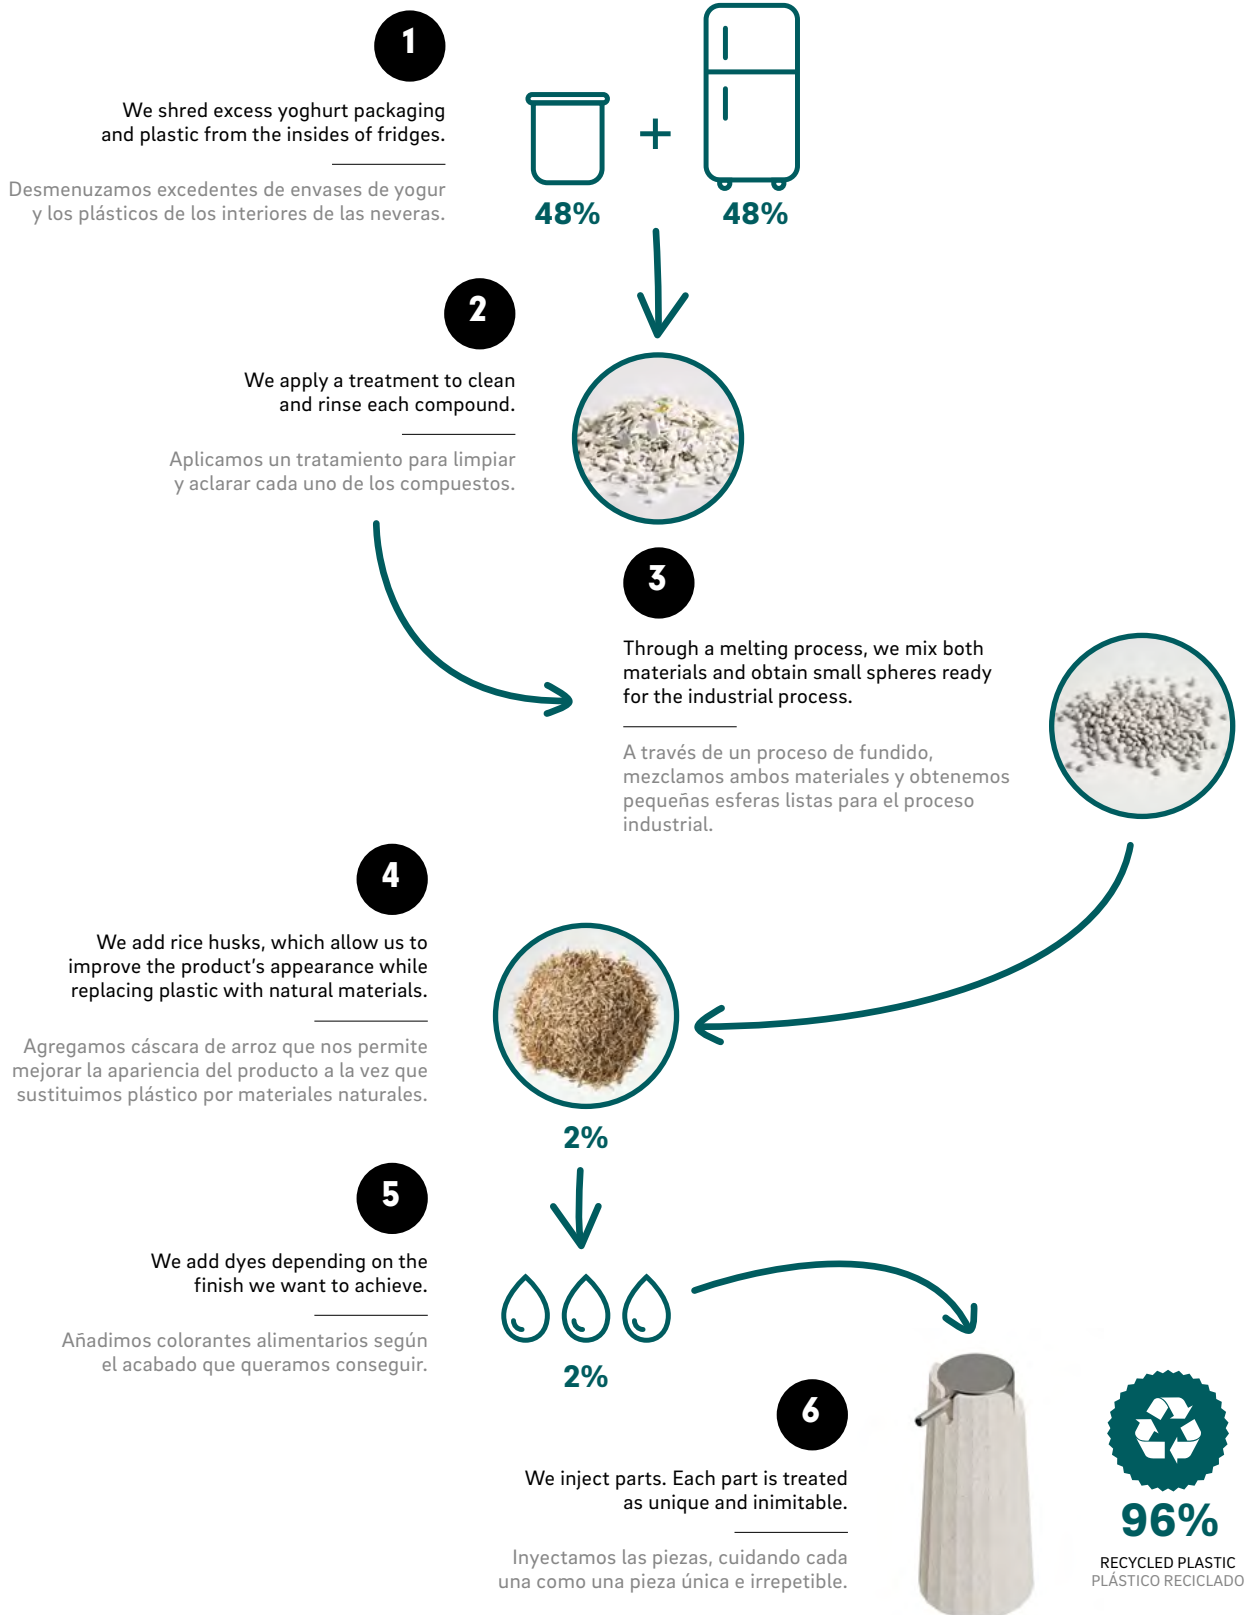 1
We shred excess yoghurt packaging
and plastic from the insides of fridges.
Desmenuzamos excedentes de envases de yogur
y los plásticos de los interiores de las neveras.
48%
+
48%
2
We apply a treatment to clean
and rinse each compound.
Aplicamos un tratamiento para limpiar
y aclarar cada uno de los compuestos.
3
Through a melting process, we mix both
materials and obtain small spheres ready
for the industrial process.
A través de un proceso de fundido,
mezclamos ambos materiales y obtenemos
pequeñas esferas listas para el proceso
industrial.
4
We add rice husks, which allow us to
improve the product's appearance while
replacing plastic with natural materials.
Agregamos cáscara de arroz que nos permite
mejorar la apariencia del producto a la vez que
sustituimos plástico por materiales naturales.
2%
5
We add dyes depending on the
finish we want to achieve.
Añadimos colorantes alimentarios según
el acabado que queramos conseguir.
2%
6
We inject parts. Each part is treated
as unique and inimitable.
Inyectamos las piezas, cuidando cada
una como una pieza única e irrepetible.
96%
RECYCLED PLASTIC
PLÁSTICO RECICLADO